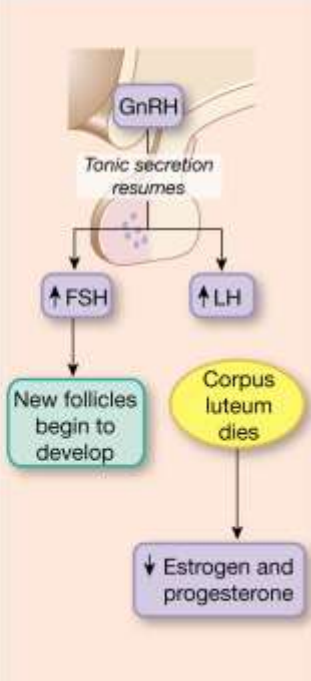 GnRH
Tonic secretion
resumes
↑ FSH
↑ LH
New follicles
begin to
develop
Corpus
luteum
dies
↓ Estrogen and
progesterone